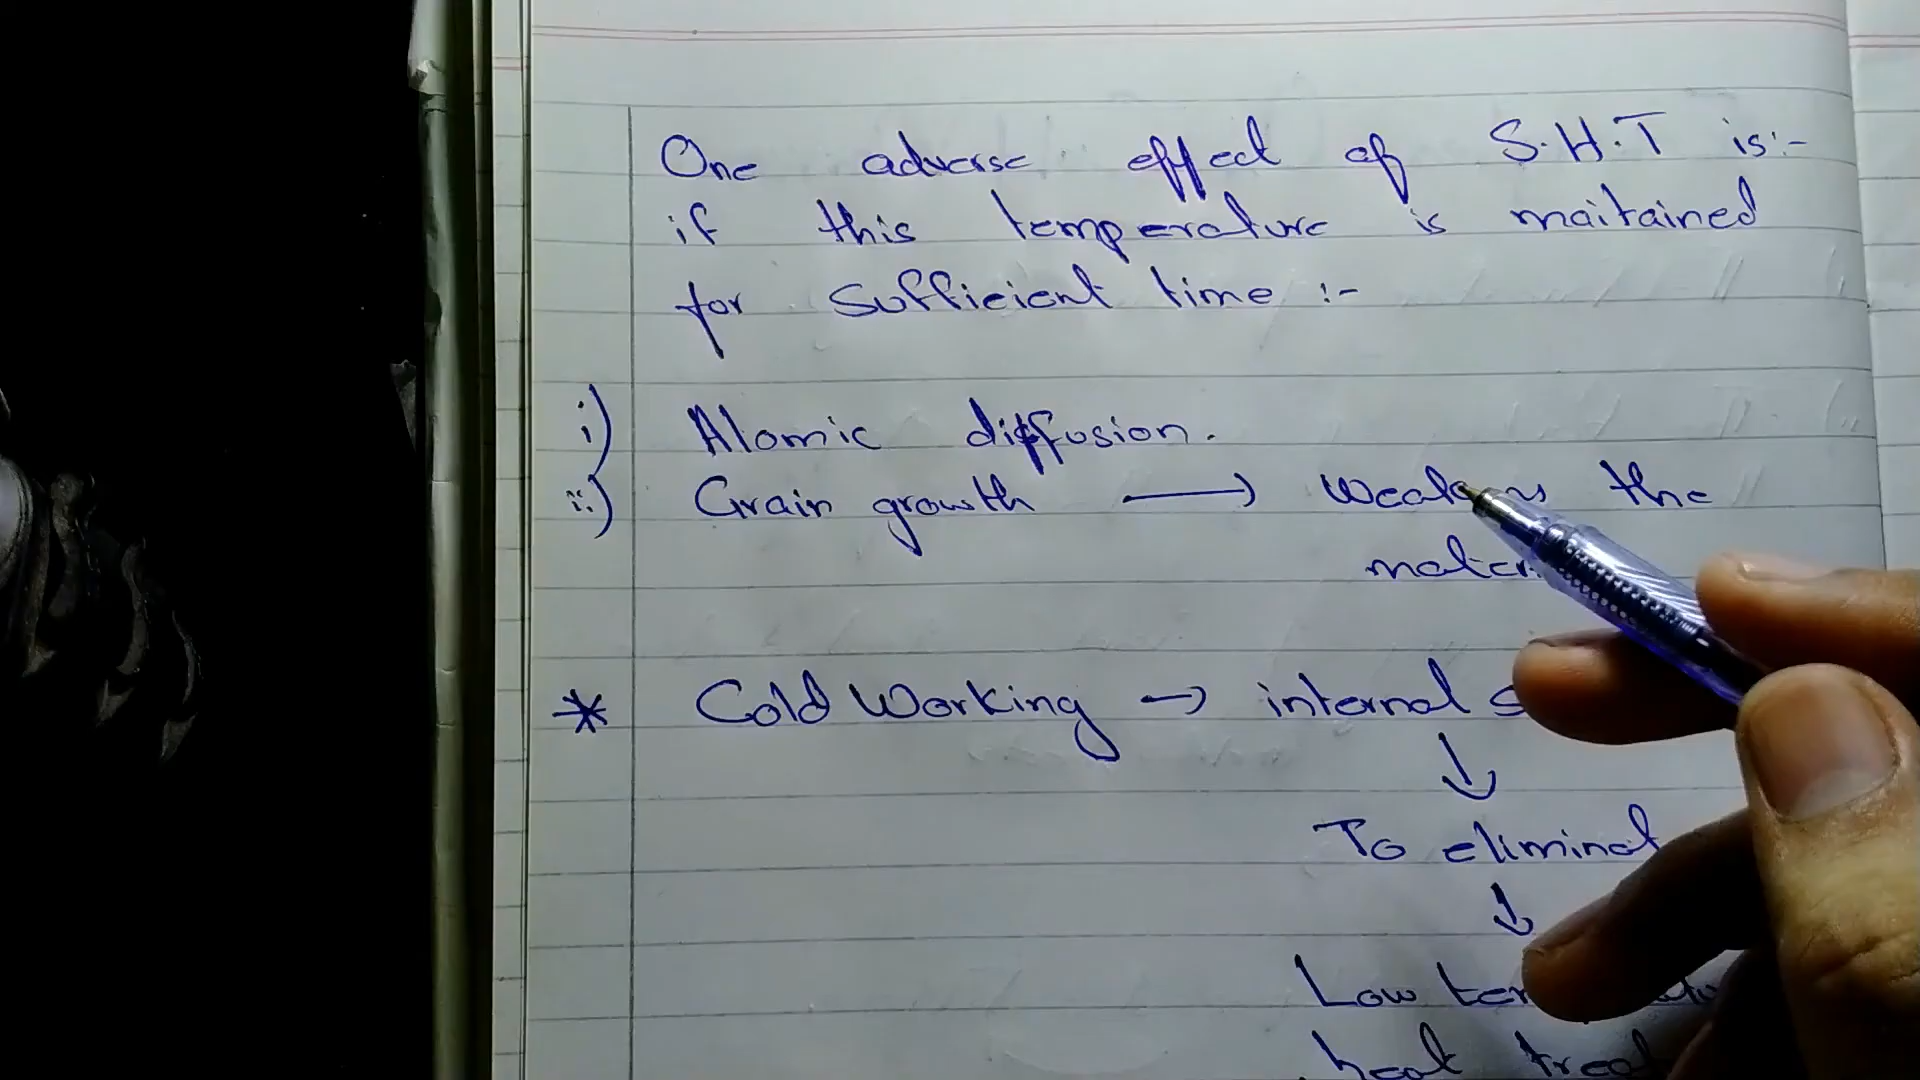 One adverse effect of S.H.T is:-
if this temperature is maitained
for sufficient time :-
i) Atomic diffusion.
ii) Grain growth → Weakens the
* Cold Working → internal
↓
To eliminat
↓
Low
heat